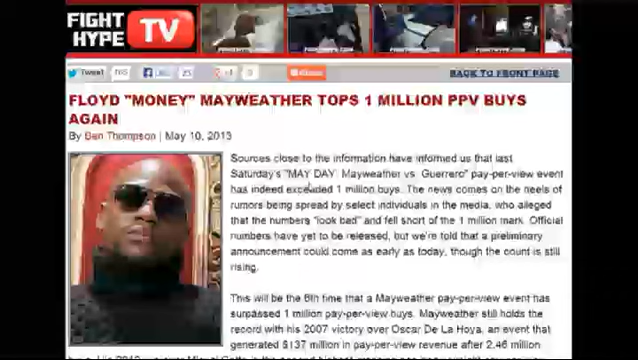 FIGHT
HYPE TV
Tweet 105 25 +1 0 BACK TO FRONT PAGE
FLOYD "MONEY" MAYWEATHER TOPS 1 MILLION PPV BUYS
AGAIN
By Ben Thompson | May 10, 2013
Sources close to the information have informed us that last
Saturday's "MAY DAY: Mayweather vs. Guerrero" pay-per-view event
has indeed exceeded 1 million buys. The news comes on the heels of
rumors being spread by select individuals in the media, who alleged
that the numbers "look bad" and fell short of the 1 million mark. Official
numbers have yet to be released, but we're told that a preliminary
announcement could come as early as today, though the count is still
rising.
This will be the 6th time that a Mayweather pay-per-view event has
surpassed 1 million pay-per-view buys. Mayweather still holds the
record with his 2007 victory over Oscar De La Hoya, an event that
generated $137 million in pay-per-view revenue after 2.46 million